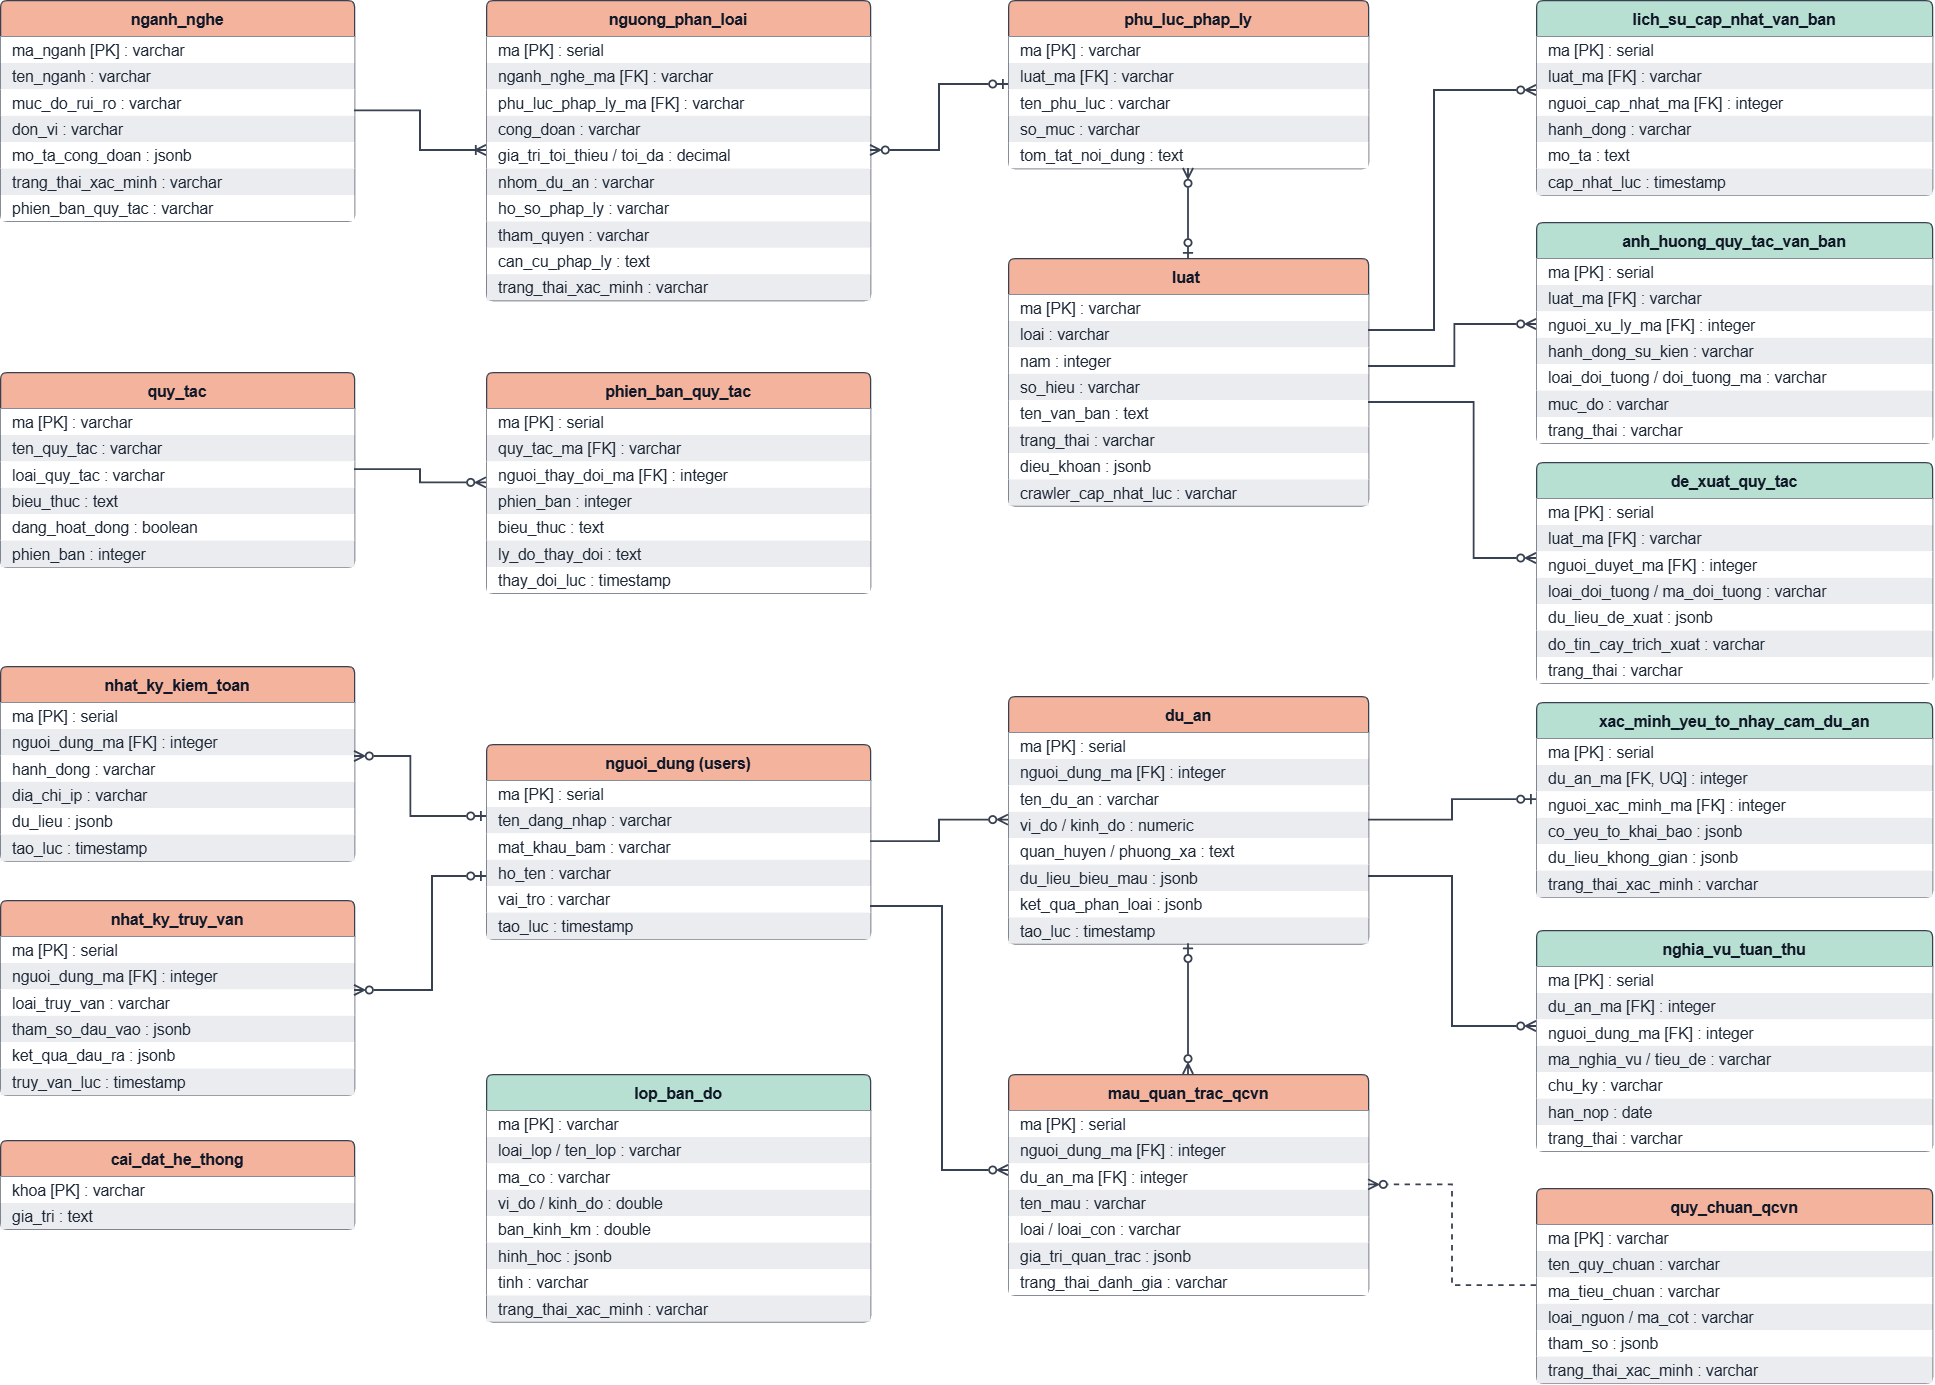 nganh_nghe
ma_nganh [PK] : varchar
ten_nganh : varchar
muc_do_rui_ro : varchar
don_vi : varchar
mo_ta_cong_doan : jsonb
trang_thai_xac_minh : varchar
phien_ban_quy_tac : varchar
nguong_phan_loai
ma [PK] : serial
nganh_nghe_ma [FK] : varchar
phu_luc_phap_ly_ma [FK] : varchar
cong_doan : varchar
gia_tri_toi_thieu / toi_da : decimal
nhom_du_an : varchar
ho_so_phap_ly : varchar
tham_quyen : varchar
can_cu_phap_ly : text
trang_thai_xac_minh : varchar
phu_luc_phap_ly
ma [PK] : varchar
luat_ma [FK] : varchar
ten_phu_luc : varchar
so_muc : varchar
tom_tat_noi_dung : text
lich_su_cap_nhat_van_ban
ma [PK] : serial
luat_ma [FK] : varchar
nguoi_cap_nhat_ma [FK] : integer
hanh_dong : varchar
mo_ta : text
cap_nhat_luc : timestamp
anh_huong_quy_tac_van_ban
ma [PK] : serial
luat_ma [FK] : varchar
nguoi_xu_ly_ma [FK] : integer
hanh_dong_su_kien : varchar
loai_doi_tuong / doi_tuong_ma : varchar
muc_do : varchar
trang_thai : varchar
luat
ma [PK] : varchar
loai : varchar
nam : integer
so_hieu : varchar
ten_van_ban : text
trang_thai : varchar
dieu_khoan : jsonb
crawler_cap_nhat_luc : varchar
quy_tac
ma [PK] : varchar
ten_quy_tac : varchar
loai_quy_tac : varchar
bieu_thuc : text
dang_hoat_dong : boolean
phien_ban : integer
phien_ban_quy_tac
ma [PK] : serial
quy_tac_ma [FK] : varchar
nguoi_thay_doi_ma [FK] : integer
phien_ban : integer
bieu_thuc : text
ly_do_thay_doi : text
thay_doi_luc : timestamp
de_xuat_quy_tac
ma [PK] : serial
luat_ma [FK] : varchar
nguoi_duyet_ma [FK] : integer
loai_doi_tuong / ma_doi_tuong : varchar
du_lieu_de_xuat : jsonb
do_tin_cay_trich_xuat : varchar
trang_thai : varchar
nhat_ky_kiem_toan
ma [PK] : serial
nguoi_dung_ma [FK] : integer
hanh_dong : varchar
dia_chi_ip : varchar
du_lieu : jsonb
tao_luc : timestamp
nguoi_dung (users)
ma [PK] : serial
ten_dang_nhap : varchar
mat_khau_bam : varchar
ho_ten : varchar
vai_tro : varchar
tao_luc : timestamp
du_an
ma [PK] : serial
nguoi_dung_ma [FK] : integer
ten_du_an : varchar
vi_do / kinh_do : numeric
quan_huyen / phuong_xa : text
du_lieu_bieu_mau : jsonb
ket_qua_phan_loai : jsonb
tao_luc : timestamp
xac_minh_yeu_to_nhay_cam_du_an
ma [PK] : serial
du_an_ma [FK, UQ] : integer
nguoi_xac_minh_ma [FK] : integer
co_yeu_to_khai_bao : jsonb
du_lieu_khong_gian : jsonb
trang_thai_xac_minh : varchar
nhat_ky_truy_van
ma [PK] : serial
nguoi_dung_ma [FK] : integer
loai_truy_van : varchar
tham_so_dau_vao : jsonb
ket_qua_dau_ra : jsonb
truy_van_luc : timestamp
nghia_vu_tuan_thu
ma [PK] : serial
du_an_ma [FK] : integer
nguoi_dung_ma [FK] : integer
ma_nghia_vu / tieu_de : varchar
chu_ky : varchar
han_nop : date
trang_thai : varchar
cai_dat_he_thong
khoa [PK] : varchar
gia_tri : text
lop_ban_do
ma [PK] : varchar
loai_lop / ten_lop : varchar
ma_co : varchar
vi_do / kinh_do : double
ban_kinh_km : double
hinh_hoc : jsonb
tinh : varchar
trang_thai_xac_minh : varchar
mau_quan_trac_qcvn
ma [PK] : serial
nguoi_dung_ma [FK] : integer
du_an_ma [FK] : integer
ten_mau : varchar
loai / loai_con : varchar
gia_tri_quan_trac : jsonb
trang_thai_danh_gia : varchar
quy_chuan_qcvn
ma [PK] : varchar
ten_quy_chuan : varchar
ma_tieu_chuan : varchar
loai_nguon / ma_cot : varchar
tham_so : jsonb
trang_thai_xac_minh : varchar